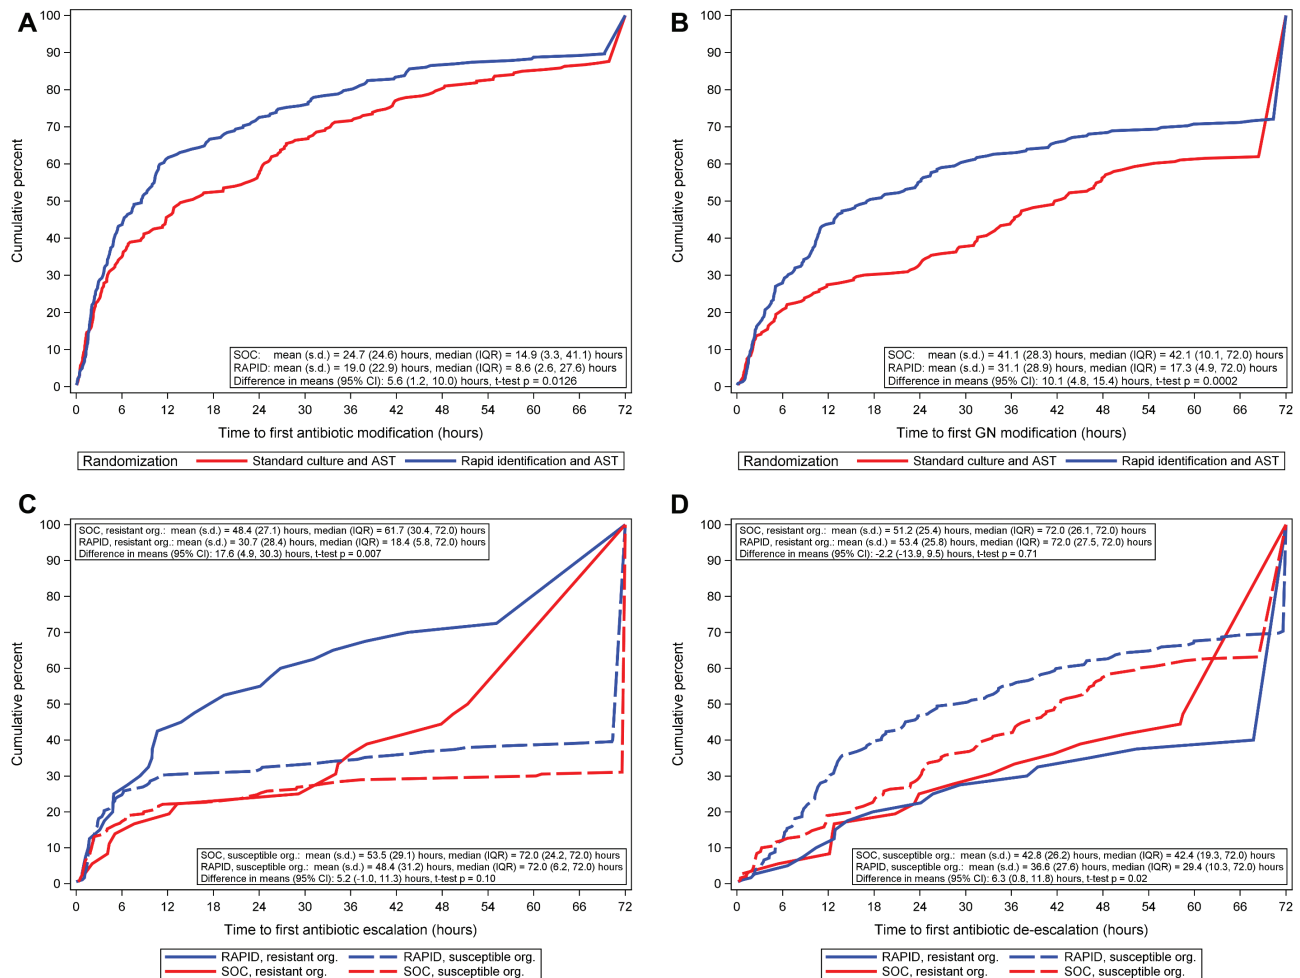 A
Cumulative percent
100
90
80
70
60
50
40
30
20
10
0
SOC: mean (s.d.) = 24.7 (24.6) hours, median (IQR) = 14.9 (3.3, 41.1) hours
RAPID: mean (s.d.) = 19.0 (22.9) hours, median (IQR) = 8.6 (2.6, 27.6) hours
Difference in means (95% CI): 5.6 (1.2, 10.0) hours, t-test p = 0.0126
0 6 12 18 24 30 36 42 48 54 60 66 72
Time to first antibiotic modification (hours)
Randomization Standard culture and AST Rapid identification and AST
B
Cumulative percent
100
90
80
70
60
50
40
30
20
10
0
SOC: mean (s.d.) = 41.1 (28.3) hours, median (IQR) = 42.1 (10.1, 72.0) hours
RAPID: mean (s.d.) = 31.1 (28.9) hours, median (IQR) = 17.3 (4.9, 72.0) hours
Difference in means (95% CI): 10.1 (4.8, 15.4) hours, t-test p = 0.0002
0 6 12 18 24 30 36 42 48 54 60 66 72
Time to first GN modification (hours)
Randomization Standard culture and AST Rapid identification and AST
C
SOC, resistant org.: mean (s.d.) = 48.4 (27.1) hours, median (IQR) = 61.7 (30.4, 72.0) hours
RAPID, resistant org.: mean (s.d.) = 30.7 (28.4) hours, median (IQR) = 18.4 (5.8, 72.0) hours
Difference in means (95% CI): 17.6 (4.9, 30.3) hours, t-test p = 0.007
Cumulative percent
100
90
80
70
60
50
40
30
20
10
0
SOC, susceptible org.: mean (s.d.) = 53.5 (29.1) hours, median (IQR) = 72.0 (24.2, 72.0) hours
RAPID, susceptible org.: mean (s.d.) = 48.4 (31.2) hours, median (IQR) = 72.0 (6.2, 72.0) hours
Difference in means (95% CI): 5.2 (-1.0, 11.3) hours, t-test p = 0.10
0 6 12 18 24 30 36 42 48 54 60 66 72
Time to first antibiotic escalation (hours)
RAPID, resistant org. RAPID, susceptible org.
SOC, resistant org. SOC, susceptible org.
D
SOC, resistant org.: mean (s.d.) = 51.2 (25.4) hours, median (IQR) = 72.0 (26.1, 72.0) hours
RAPID, resistant org.: mean (s.d.) = 53.4 (25.8) hours, median (IQR) = 72.0 (27.5, 72.0) hours
Difference in means (95% CI): -2.2 (-13.9, 9.5) hours, t-test p = 0.71
Cumulative percent
100
90
80
70
60
50
40
30
20
10
0
SOC, susceptible org.: mean (s.d.) = 42.8 (26.2) hours, median (IQR) = 42.4 (19.3, 72.0) hours
RAPID, susceptible org.: mean (s.d.) = 36.6 (27.6) hours, median (IQR) = 29.4 (10.3, 72.0) hours
Difference in means (95% CI): 6.3 (0.8, 11.8) hours, t-test p = 0.02
0 6 12 18 24 30 36 42 48 54 60 66 72
Time to first antibiotic de-escalation (hours)
RAPID, resistant org. RAPID, susceptible org.
SOC, resistant org. SOC, susceptible org.